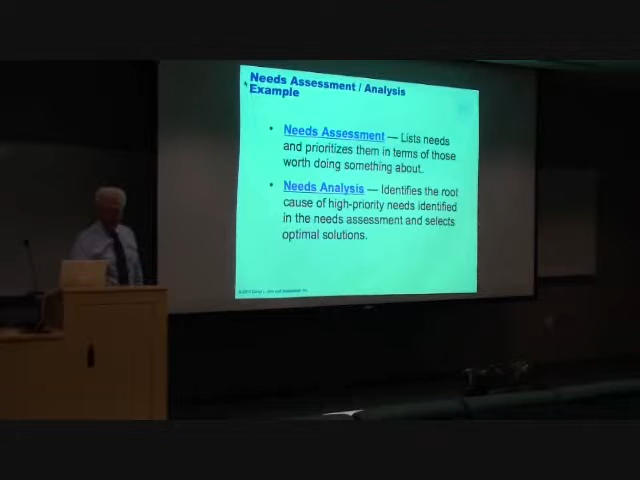 Needs Assessment / Analysis
Example
• Needs Assessment — Lists needs
and prioritizes them in terms of those
worth doing something about.
• Needs Analysis — Identifies the root
cause of high-priority needs identified
in the needs assessment and selects
optimal solutions.